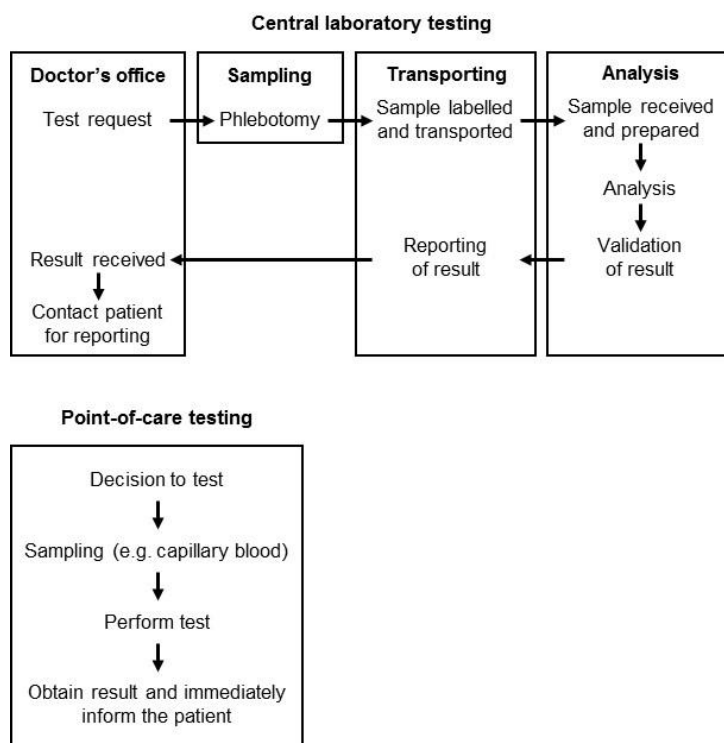 Central laboratory testing
Doctor's office
Sampling
Transporting
Analysis
Test request
Phlebotomy
Sample labelled
and transported
Sample received
and prepared
Analysis
Result received
Reporting
of result
Validation
of result
Contact patient
for reporting
Point-of-care testing
Decision to test
Sampling (e.g. capillary blood)
Perform test
Obtain result and immediately
inform the patient